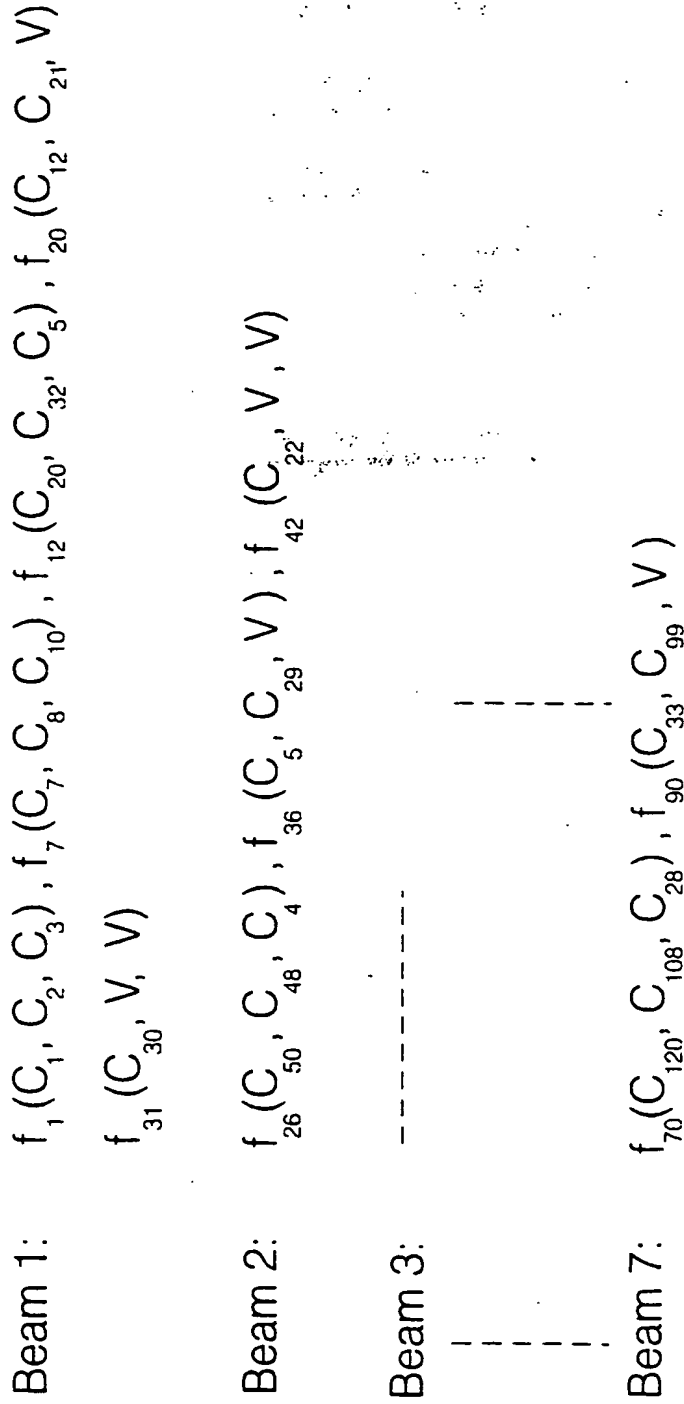 Beam 1: f₁ (C₁, C₂, C₃) , f₇ (C₇, C₈, C₁₀) , f₁₂ (C₂₀, C₃₂, C₅) , f₂₀ (C₁₂, C₂₁, V)
f₃₁ (C₃₀, V, V)
Beam 2: f₂₆ (C₅₀, C₄₈, C₄) , f₃₆ (C₅, C₂₉, V) , f₄₂ (C₂₂, V, V)
Beam 3:
Beam 7: f₇₀ (C₁₂₀, C₁₀₈, C₂₈) , f₉₀ (C₃₃, C₉₉, V )